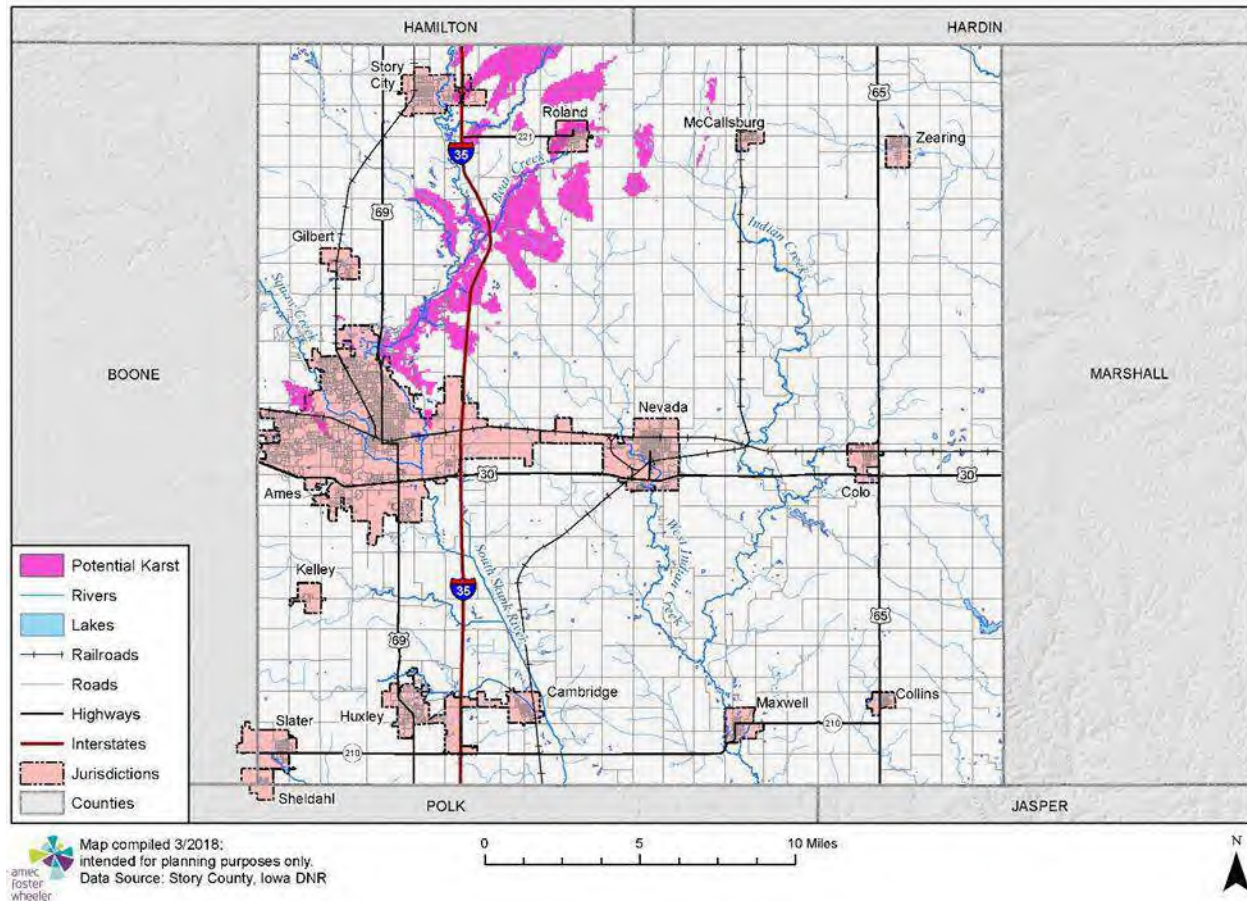 HAMILTON
HARDIN
Story
City
65
Roland
McCallsburg
Zearing
221
35
Bear Creek
69
Indian Creek
Gilbert
Squaw Creek
BOONE
MARSHALL
Nevada
30
30
Ames
Colo
West Indian
Creek
South Skunk River
Kelley
35
65
69
Cambridge
Collins
Maxwell
Huxley
210
Slater
210
Sheldahl
POLK
JASPER
Potential Karst
Rivers
Lakes
Railroads
Roads
Highways
Interstates
Jurisdictions
Counties
amec
foster
wheeler
Map compiled 3/2018;
intended for planning purposes only.
Data Source: Story County, Iowa DNR
0 5 10 Miles
N